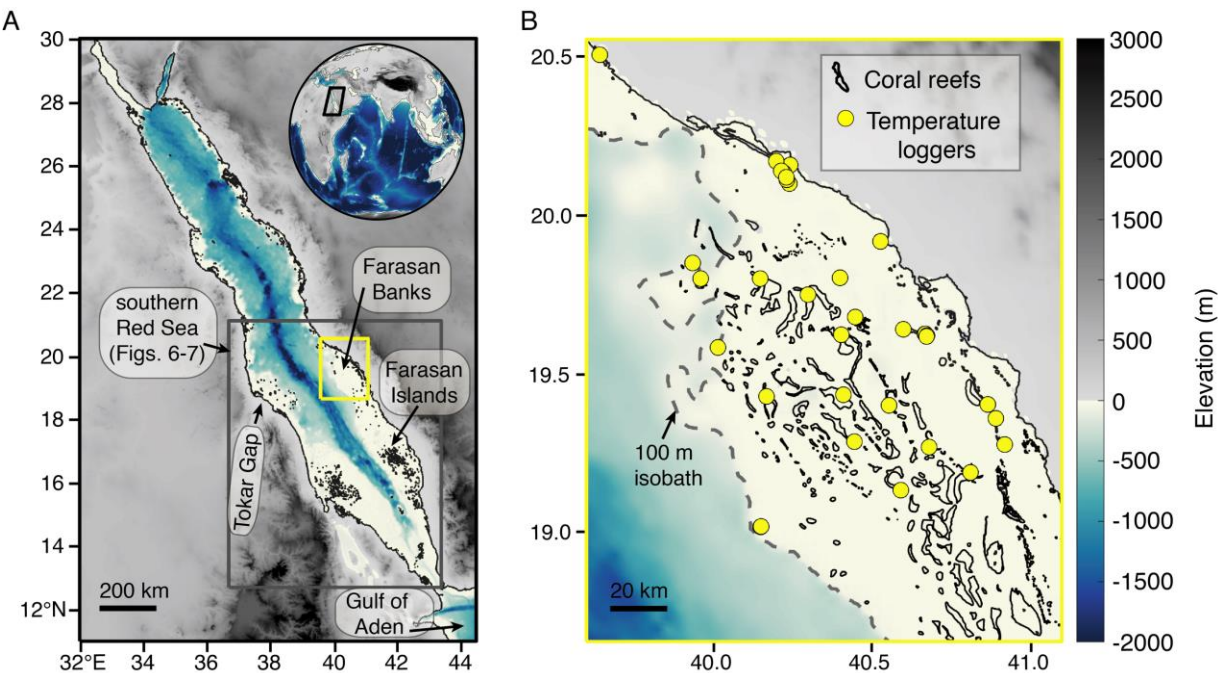 A
30
28
26
24
22
20
18
16
14
12°N
32°E
34
36
38
40
42
44
southern
Red Sea
(Figs. 6-7)
Farasan
Banks
Farasan
Islands
Tokar Gap
200 km
Gulf of
Aden
B
20.5
20.0
19.5
19.0
40.0
40.5
41.0
Coral reefs
Temperature
loggers
100 m
isobath
20 km
3000
2500
2000
1500
1000
500
0
-500
-1000
-1500
-2000
Elevation (m)